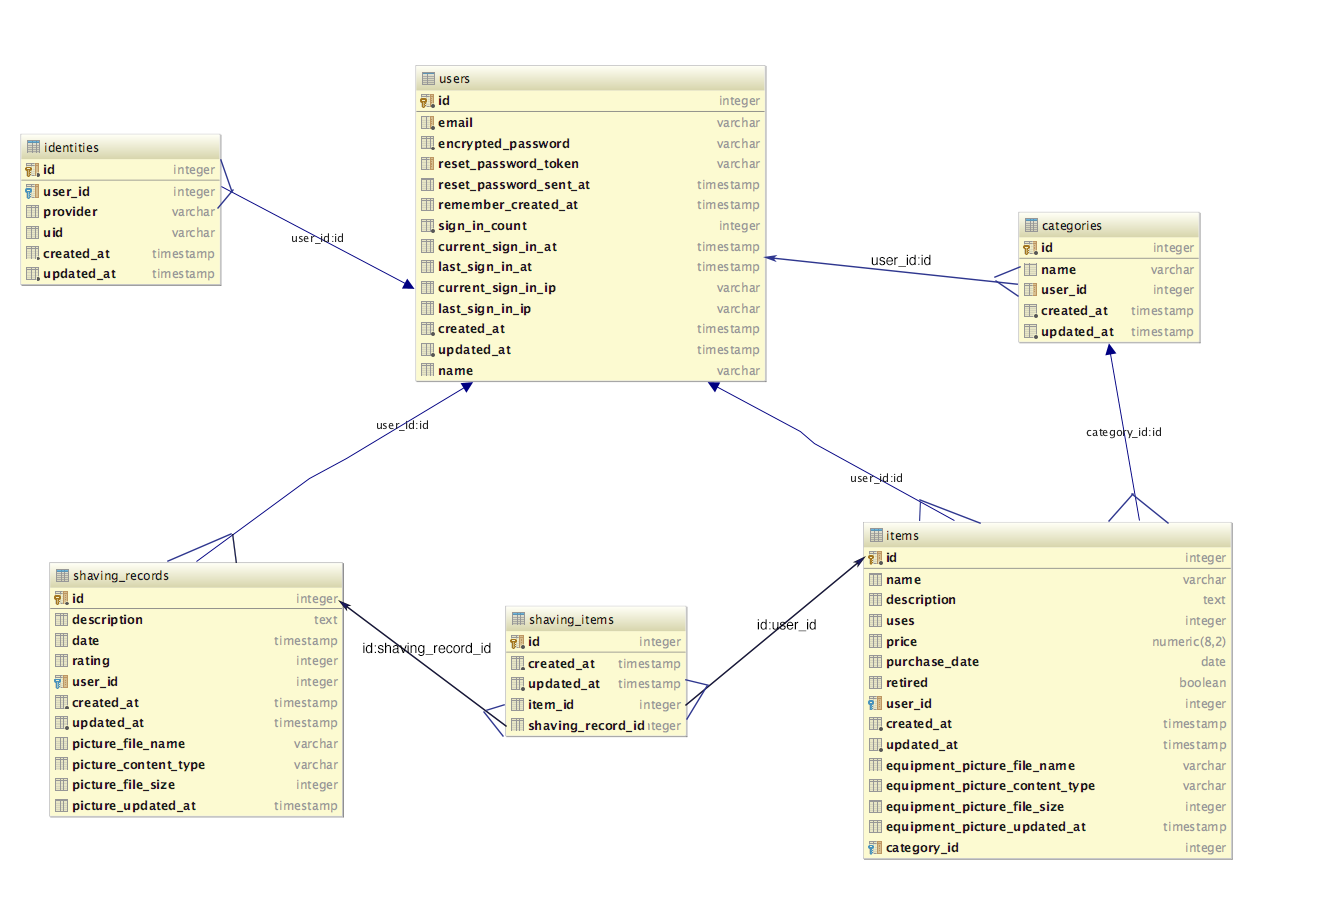 users
id integer
email varchar
encrypted_password varchar
reset_password_token varchar
reset_password_sent_at timestamp
remember_created_at timestamp
sign_in_count integer
current_sign_in_at timestamp
last_sign_in_at timestamp
current_sign_in_ip varchar
last_sign_in_ip varchar
created_at timestamp
updated_at timestamp
name varchar
identities
id integer
user_id integer
provider varchar
uid varchar
created_at timestamp
updated_at timestamp
user_id:id
user_id:id
categories
id integer
name varchar
user_id integer
created_at timestamp
updated_at timestamp
user_id:id
category_id:id
user_id:id
shaving_records
id integer
description text
date timestamp
rating integer
user_id integer
created_at timestamp
updated_at timestamp
picture_file_name varchar
picture_content_type varchar
picture_file_size integer
picture_updated_at timestamp
id:shaving_record_id
shaving_items
id integer
created_at timestamp
updated_at timestamp
item_id integer
shaving_record_id integer
id:user_id
items
id integer
name varchar
description text
uses integer
price numeric(8,2)
purchase_date date
retired boolean
user_id integer
created_at timestamp
updated_at timestamp
equipment_picture_file_name varchar
equipment_picture_content_type varchar
equipment_picture_file_size integer
equipment_picture_updated_at timestamp
category_id integer